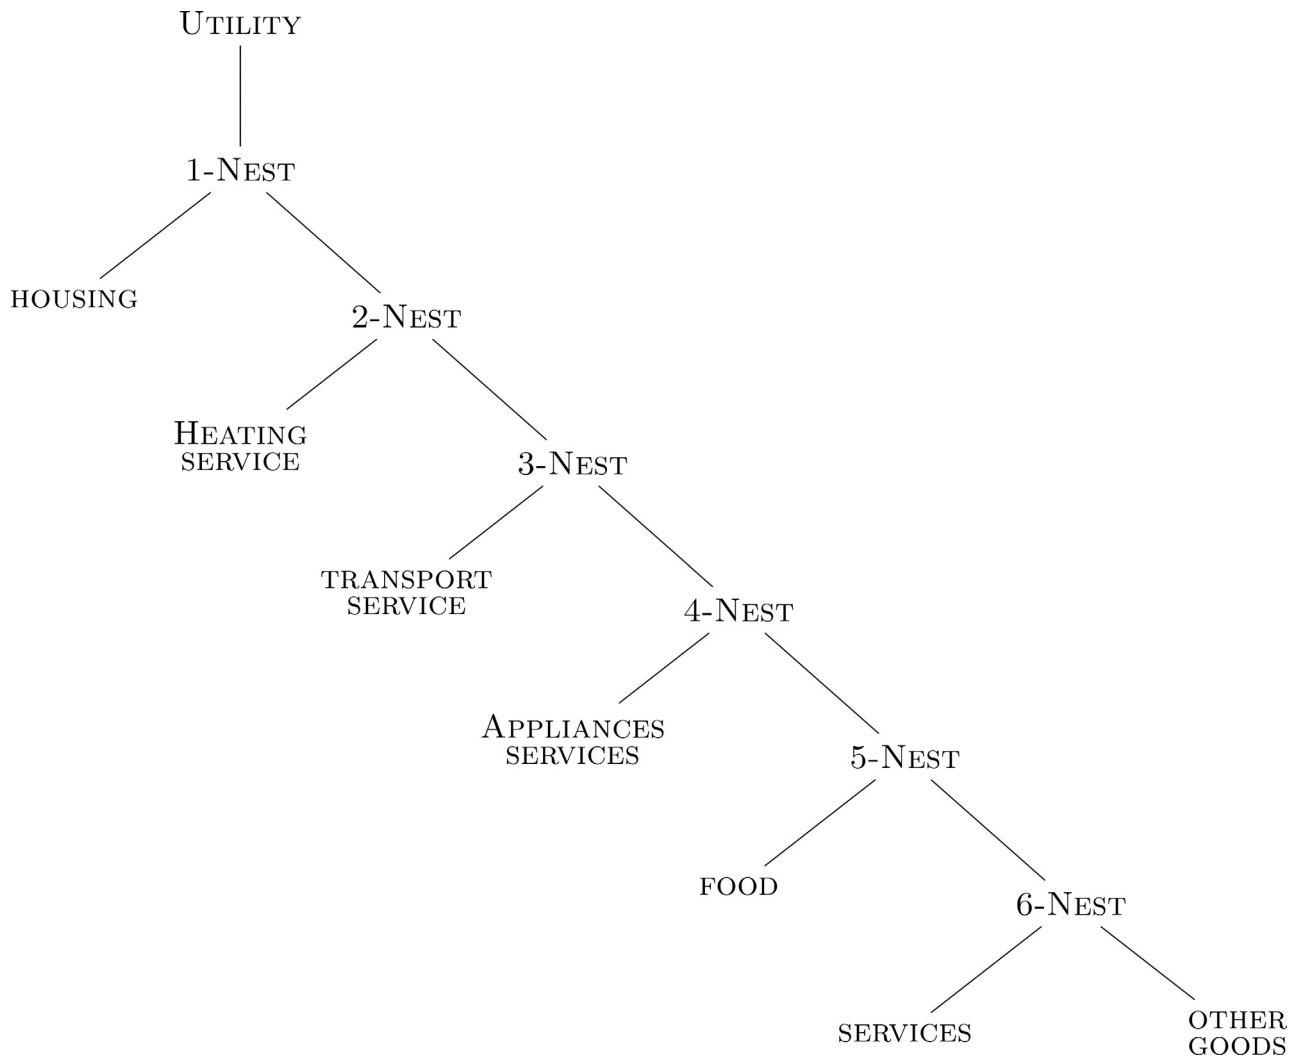 Utility
1-Nest
housing
2-Nest
Heating
service
3-Nest
transport
service
4-Nest
Appliances
services
5-Nest
food
6-Nest
services
other
goods